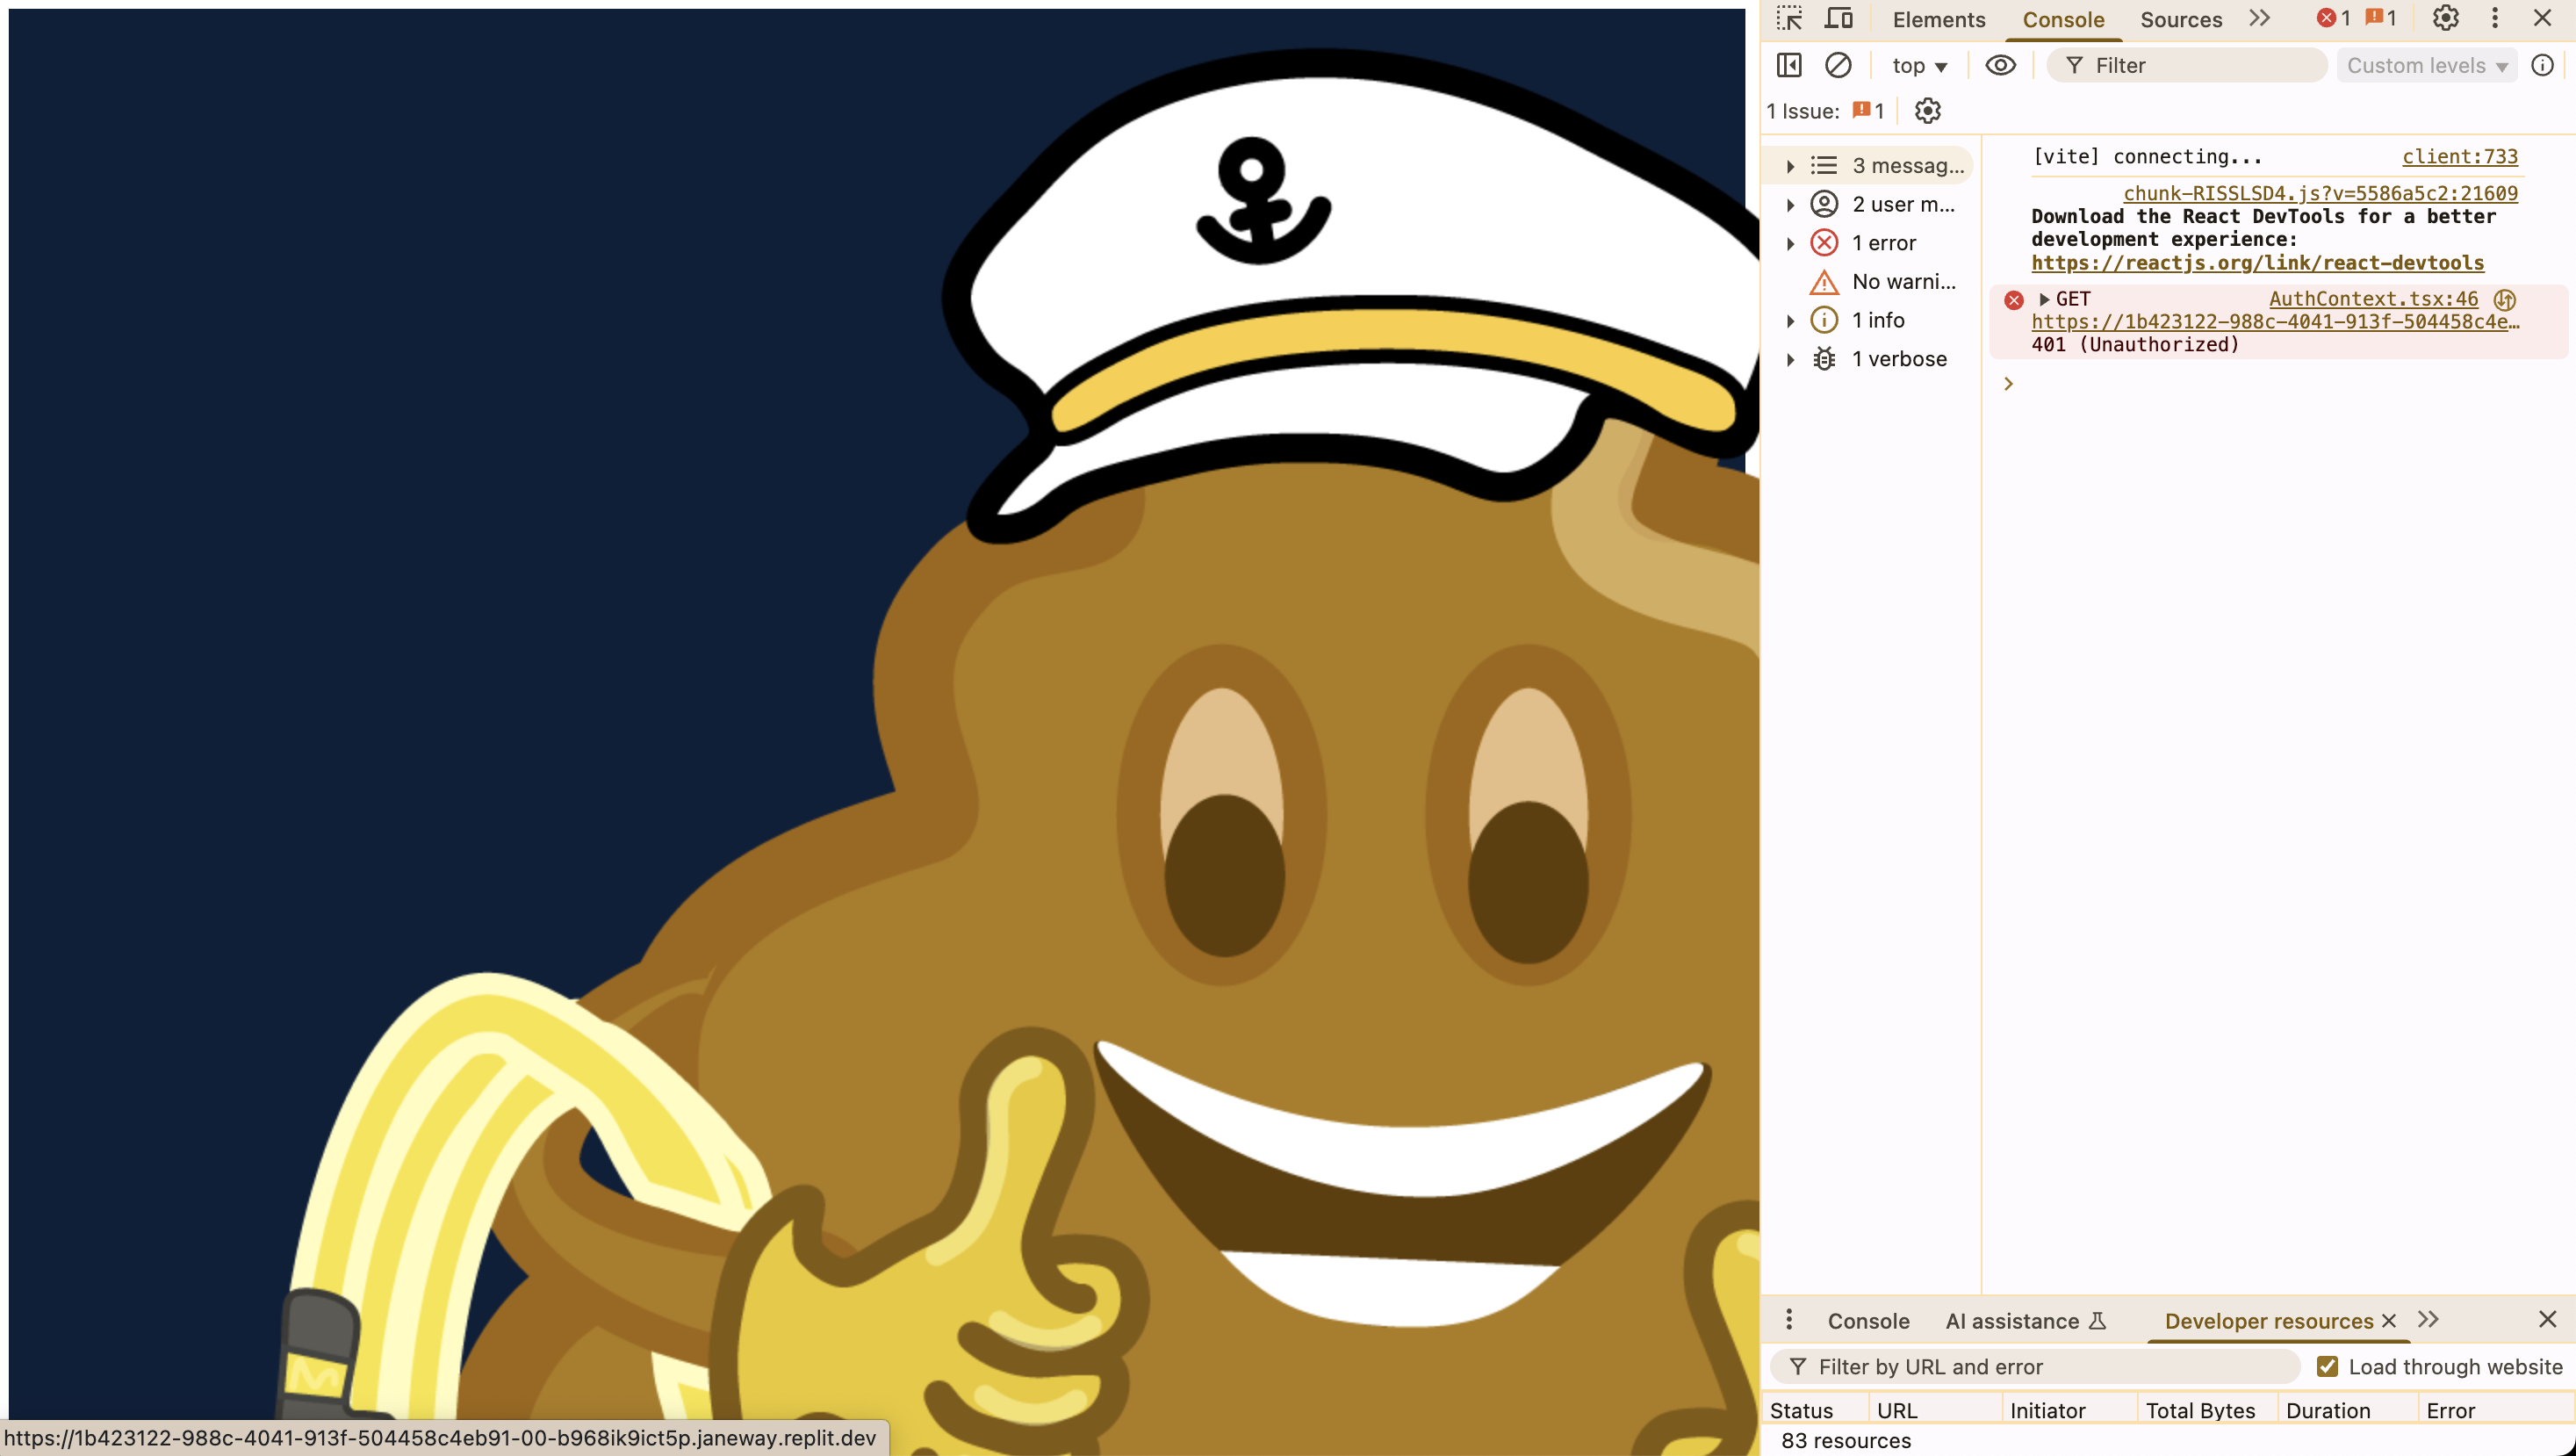 Elements Console Sources 1 1
top Filter Custom levels
1 Issue: 1
3 messag...
2 user m...
1 error
No warni...
1 info
1 verbose
[vite] connecting... client:733
chunk-RISSLSD4.js?v=5586a5c2:21609
Download the React DevTools for a better
development experience:
https://reactjs.org/link/react-devtools
GET AuthContext.tsx:46
https://1b423122-988c-4041-913f-504458c4e…
401 (Unauthorized)
M
Console AI assistance Developer resources
Filter by URL and error Load through website
Status URL Initiator Total Bytes Duration Error
83 resources
https://1b423122-988c-4041-913f-504458c4eb91-00-b968ik9ict5p.janeway.replit.dev